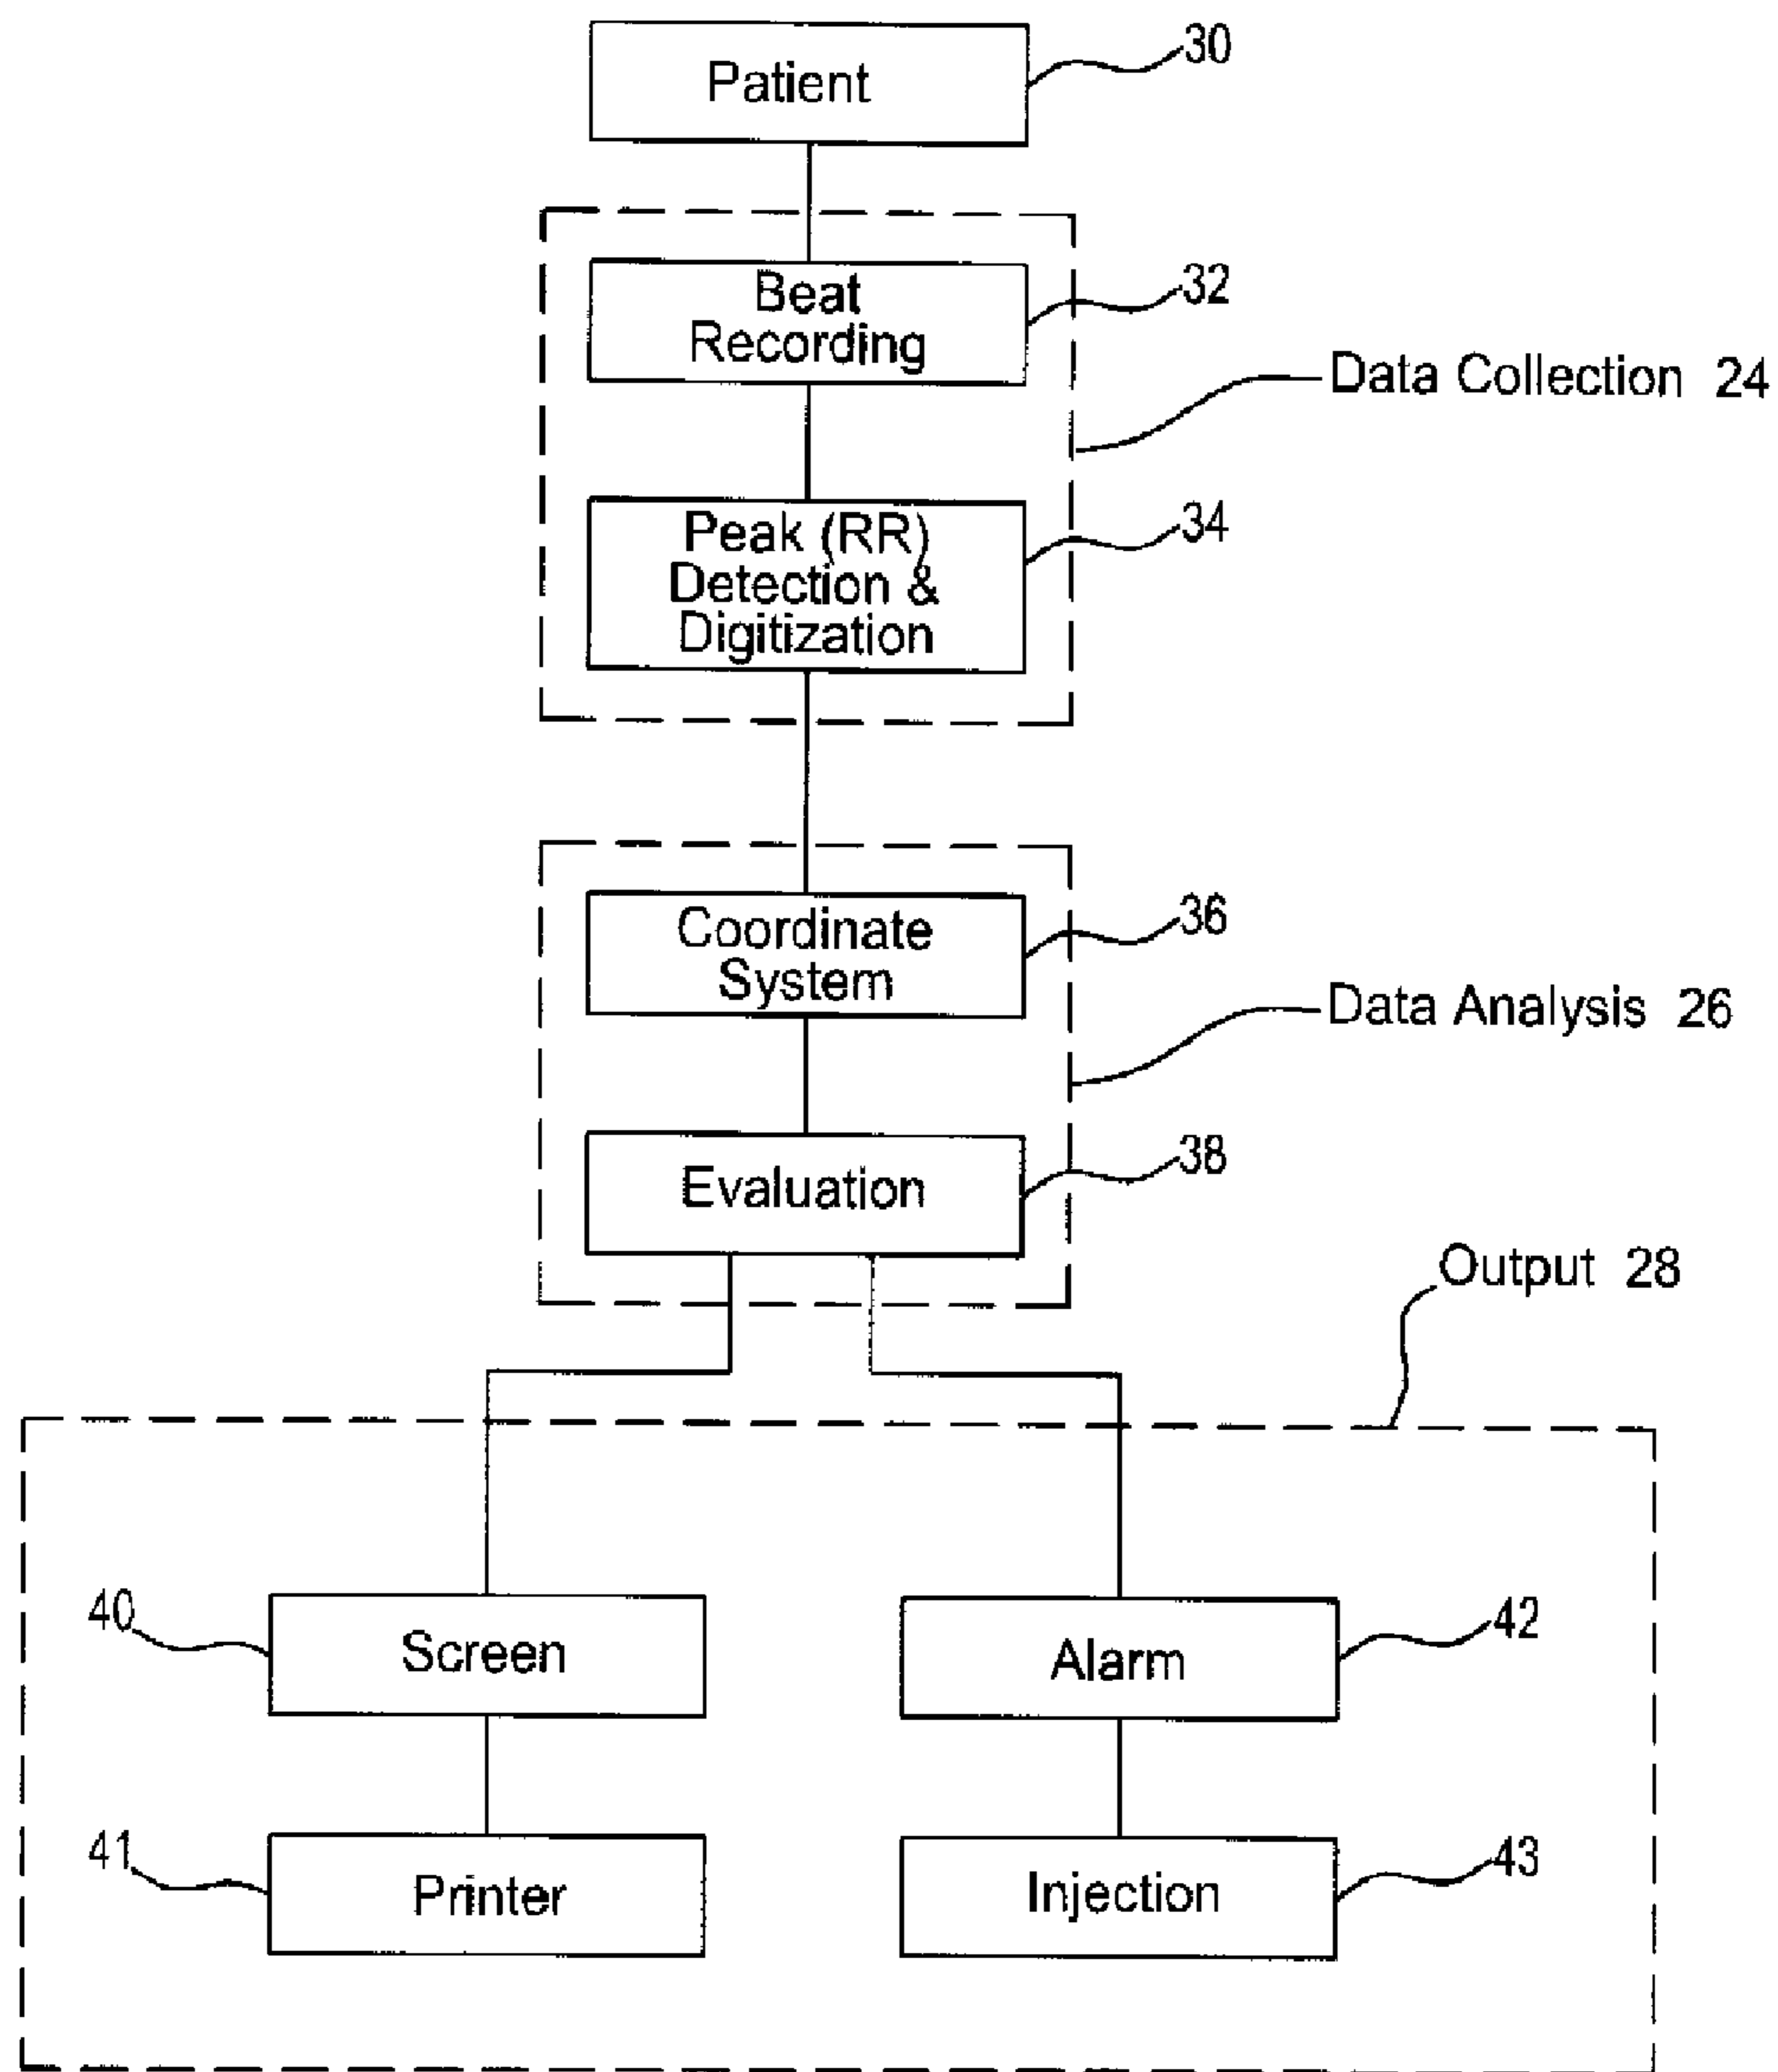 Patient
30
Beat
Recording
32
Data Collection 24
Peak (RR)
Detection &
Digitization
34
Coordinate
System
36
Data Analysis 26
Evaluation
38
Output 28
40
Screen
Alarm
42
41
Printer
Injection
43